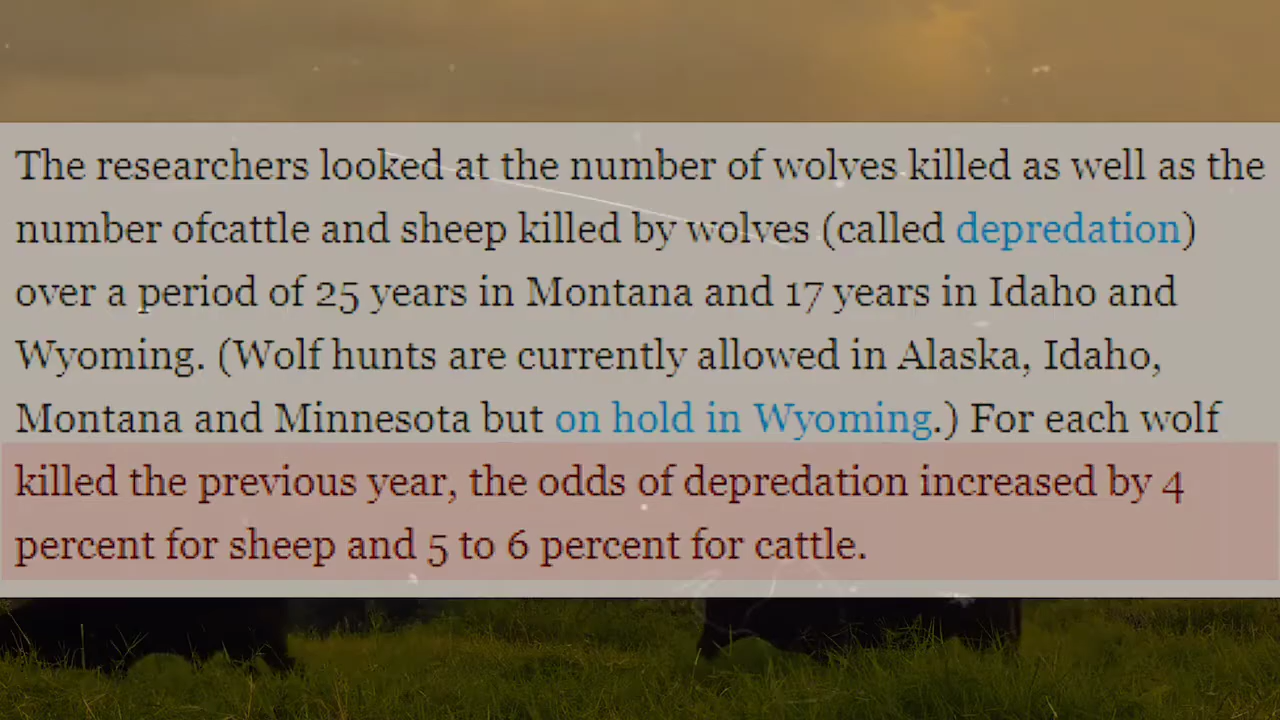 The researchers looked at the number of wolves killed as well as the
number ofcattle and sheep killed by wolves (called depredation)
over a period of 25 years in Montana and 17 years in Idaho and
Wyoming. (Wolf hunts are currently allowed in Alaska, Idaho,
Montana and Minnesota but on hold in Wyoming.) For each wolf
killed the previous year, the odds of depredation increased by 4
percent for sheep and 5 to 6 percent for cattle.